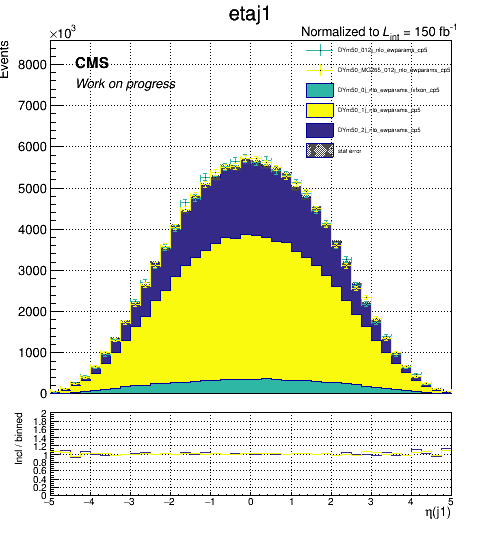 etaj1
Normalized to Lint = 150 fb-1
×10³
Events
CMS
Work on progress
DYm50_012j_nlo_ewparams_cp5
DYm50_MG265_012j_nlo_ewparams_cp5
DYm50_0j_nlo_ewparams_fxfxon_cp5
DYm50_1j_nlo_ewparams_cp5
DYm50_2j_nlo_ewparams_cp5
stat error
8000
7000
6000
5000
4000
3000
2000
1000
0
Incl / binned
2
1.8
1.6
1.4
1.2
1
0.8
0.6
0.4
0.2
0
−5 −4 −3 −2 −1 0 1 2 3 4 5
η(j1)